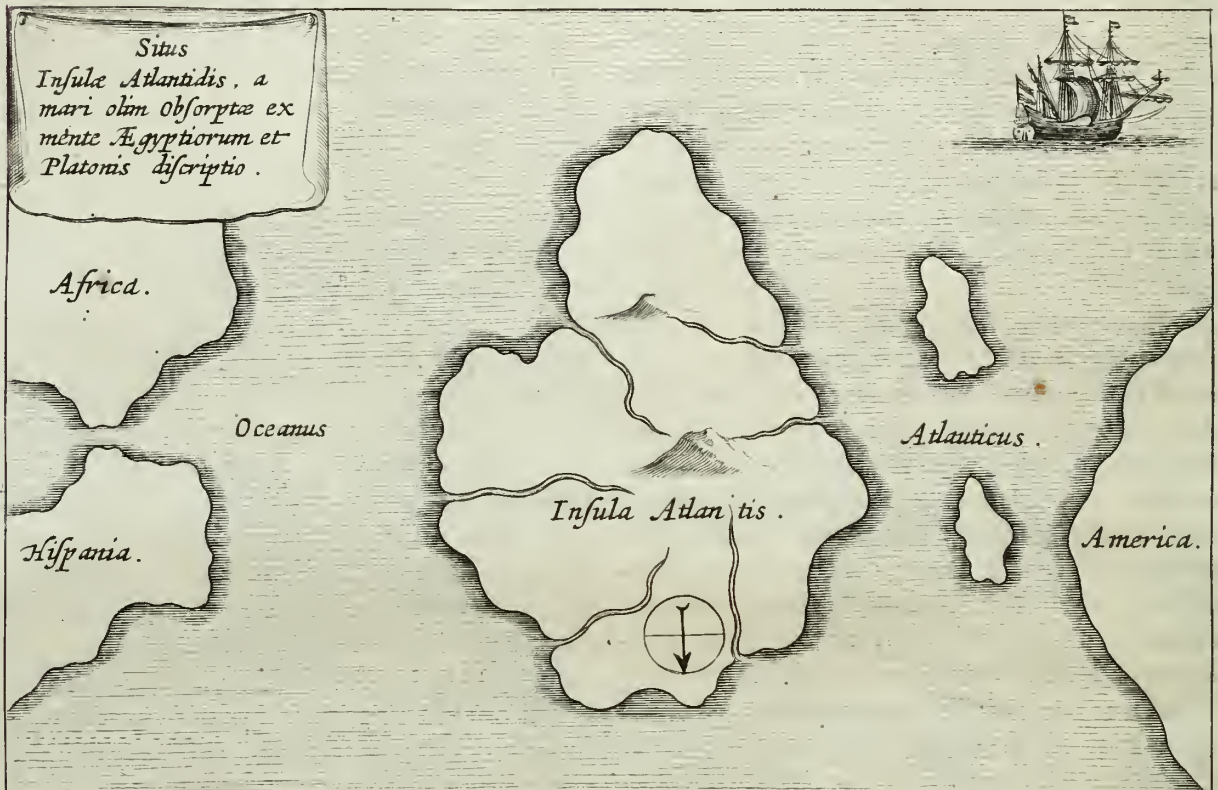 Situs
Inſulæ Atlantidis, a
mari olim Obſorptæ ex
mente Ægyptiorum et
Platonis diſcriptio.
Africa.
Oceanus
Atlauticus.
Inſula Atlantis.
Hiſpania.
America.